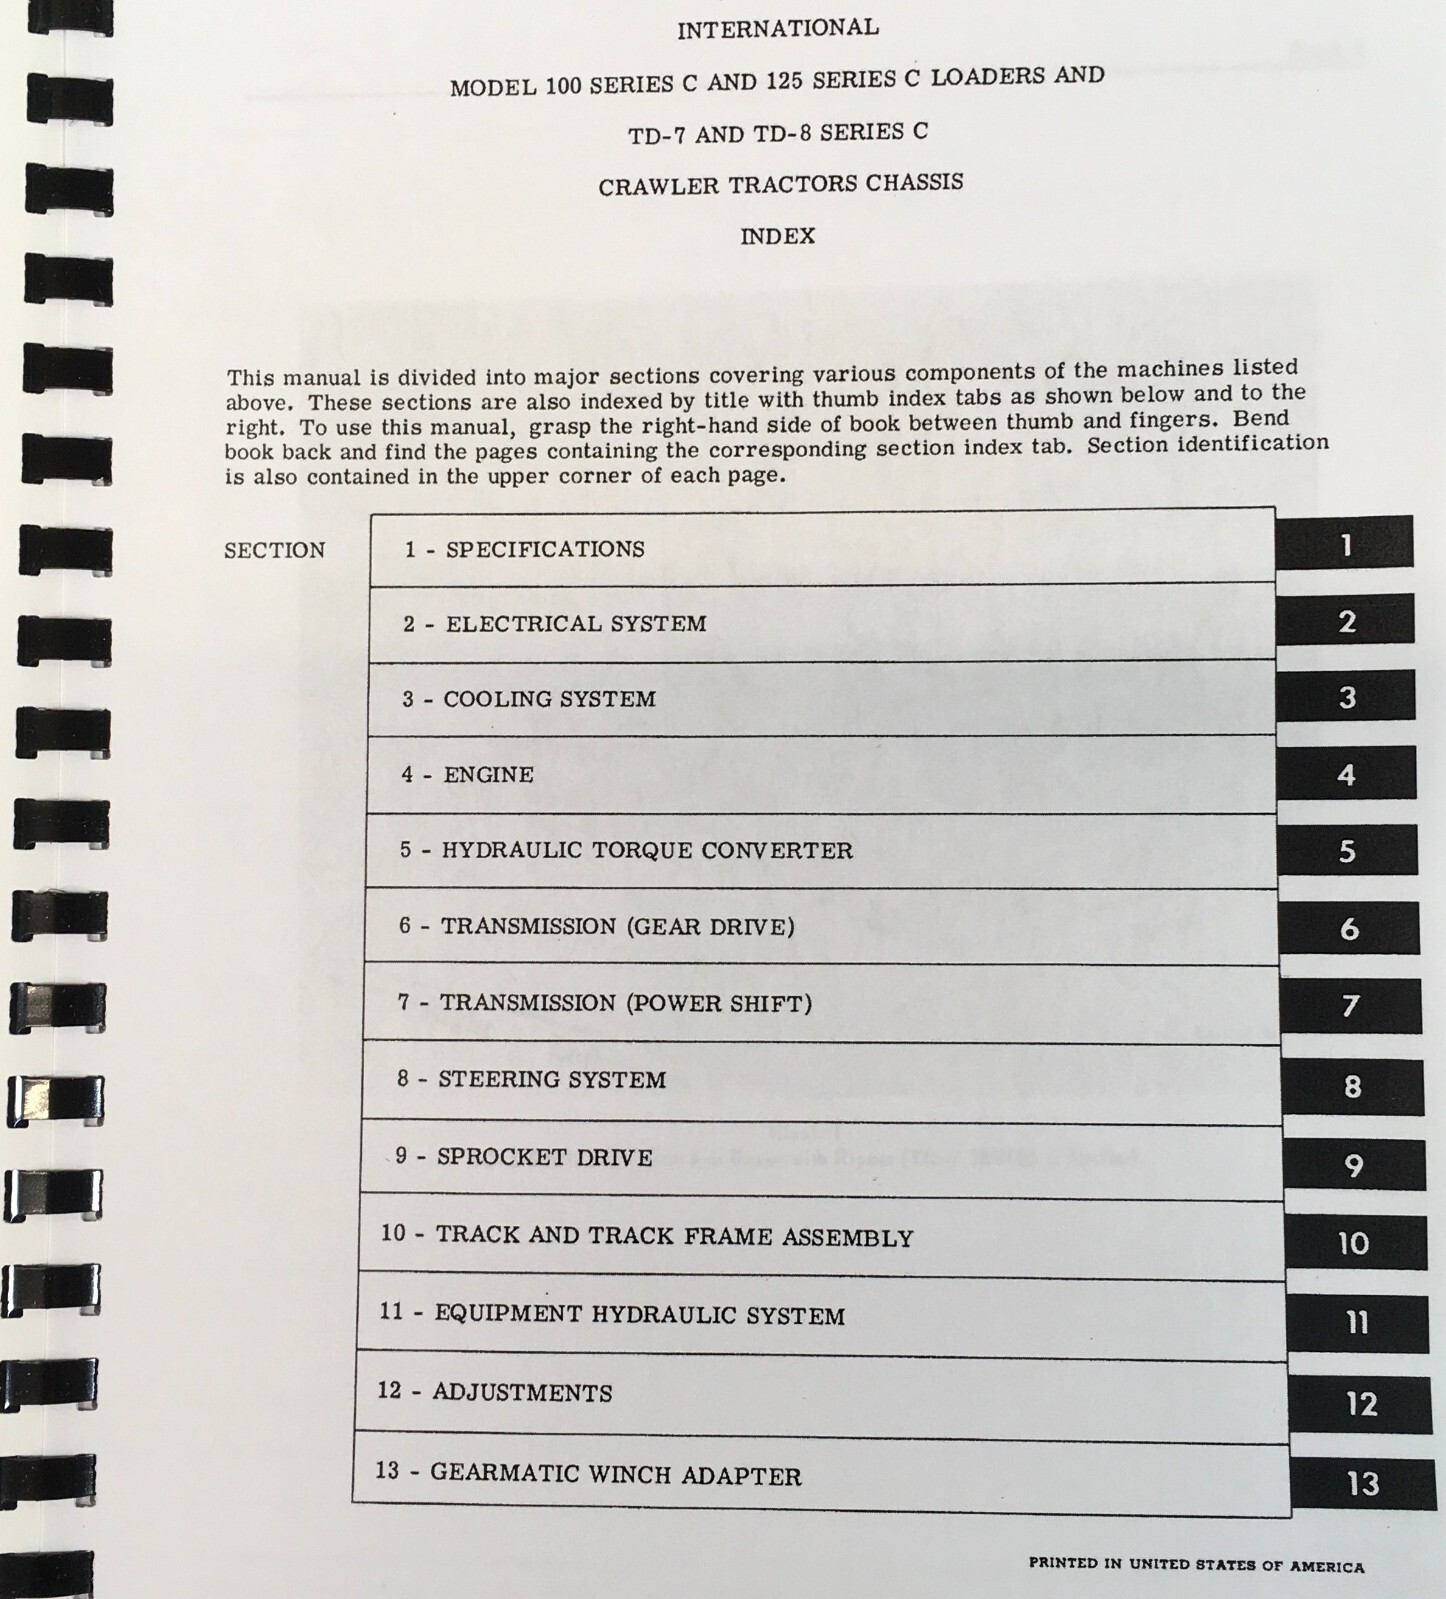 INTERNATIONAL
MODEL 100 SERIES C AND 125 SERIES C LOADERS AND
TD-7 AND TD-8 SERIES C
CRAWLER TRACTORS CHASSIS
INDEX
This manual is divided into major sections covering various components of the machines listed
above. These sections are also indexed by title with thumb index tabs as shown below and to the
right. To use this manual, grasp the right-hand side of book between thumb and fingers. Bend
book back and find the pages containing the corresponding section index tab. Section identification
is also contained in the upper corner of each page.
SECTION 1 - SPECIFICATIONS 1
2 - ELECTRICAL SYSTEM 2
3 - COOLING SYSTEM 3
4 - ENGINE 4
5 - HYDRAULIC TORQUE CONVERTER 5
6 - TRANSMISSION (GEAR DRIVE) 6
7 - TRANSMISSION (POWER SHIFT) 7
8 - STEERING SYSTEM 8
9 - SPROCKET DRIVE 9
10 - TRACK AND TRACK FRAME ASSEMBLY 10
11 - EQUIPMENT HYDRAULIC SYSTEM 11
12 - ADJUSTMENTS 12
13 - GEARMATIC WINCH ADAPTER 13
PRINTED IN UNITED STATES OF AMERICA